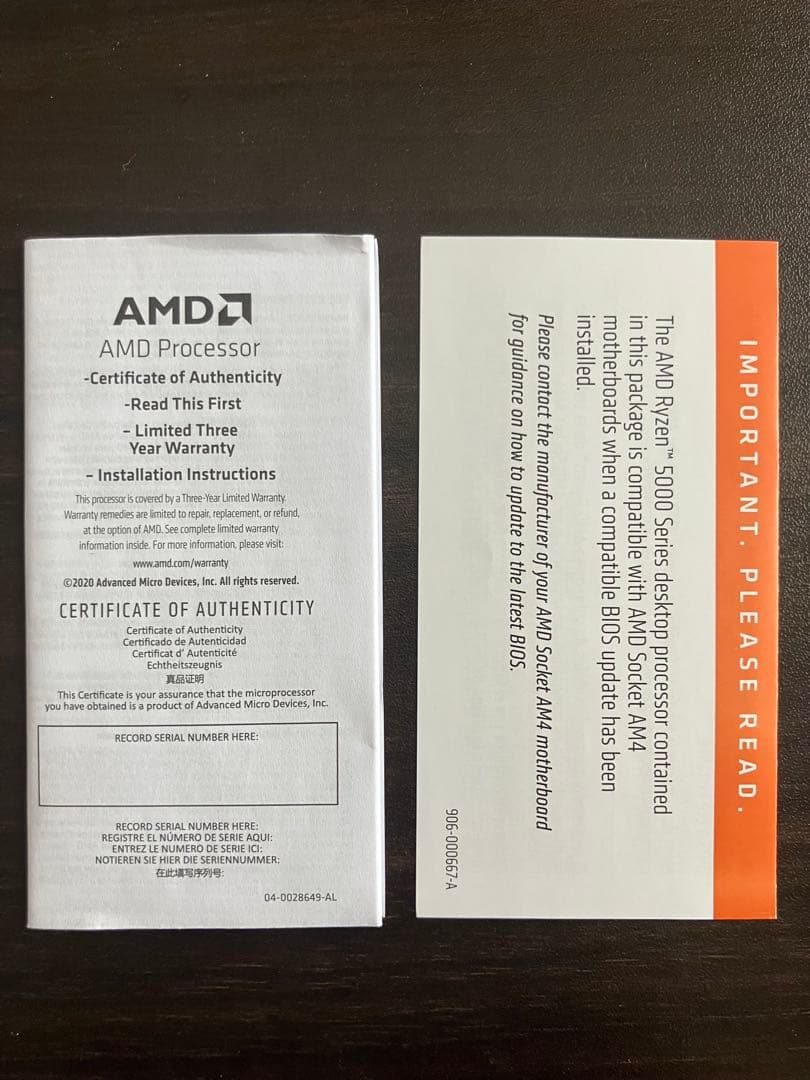 AMD
AMD Processor
-Certificate of Authenticity
-Read This First
– Limited Three
Year Warranty
– Installation Instructions
This processor is covered by a Three-Year Limited Warranty.
Warranty remedies are limited to repair, replacement, or refund,
at the option of AMD. See complete limited warranty
information inside. For more information, please visit:
www.amd.com/warranty
©2020 Advanced Micro Devices, Inc. All rights reserved.
CERTIFICATE OF AUTHENTICITY
Certificate of Authenticity
Certificado de Autenticidad
Certificat d' Autenticité
Echtheitszeugnis
真品证明
This Certificate is your assurance that the microprocessor
you have obtained is a product of Advanced Micro Devices, Inc.
RECORD SERIAL NUMBER HERE:
RECORD SERIAL NUMBER HERE:
REGISTRE EL NÚMERO DE SERIE AQUI:
ENTREZ LE NUMERO DE SERIE ICI:
NOTIEREN SIE HIER DIE SERIENNUMMER:
在此填写序列号:
04-0028649-AL
IMPORTANT. PLEASE READ.
The AMD Ryzen™ 5000 Series desktop processor contained
in this package is compatible with AMD Socket AM4
motherboards when a compatible BIOS update has been
installed.
Please contact the manufacturer of your AMD Socket AM4 motherboard
for guidance on how to update to the latest BIOS.
906-000667-A